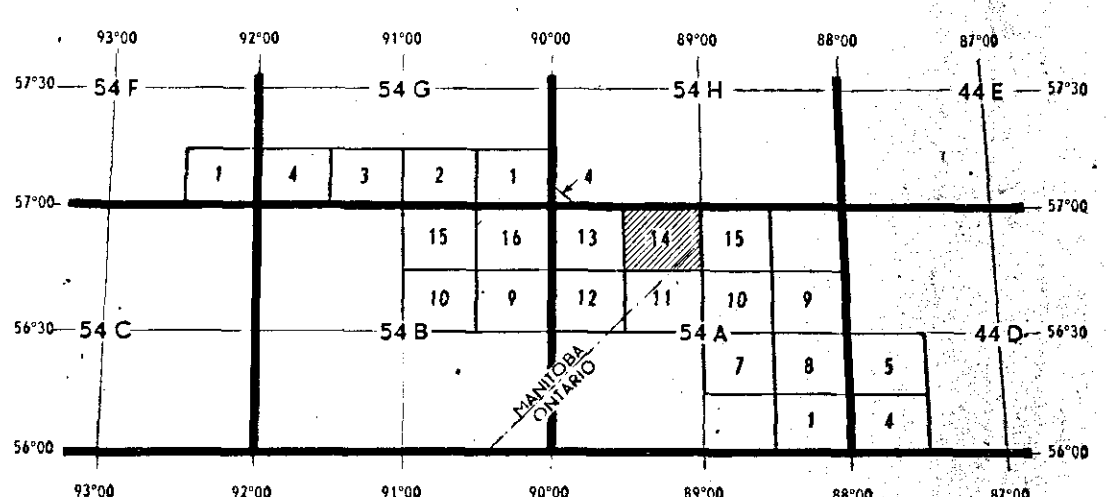 93°00 92°00 91°00 90°00 89°00 88°00 87°00
57°30 54 F 54 G 54 H 44 E 57°30
1 4 3 2 1 4
57°00 57°00
15 16 13 14 15
10 9 12 11 10 9
56°30 54 C 54 B 54 A 44 D 56°30
7 8 5
MANITOBA
ONTARIO
1 4
56°00 56°00
93°00 92°00 91°00 90°00 89°00 88°00 87°00